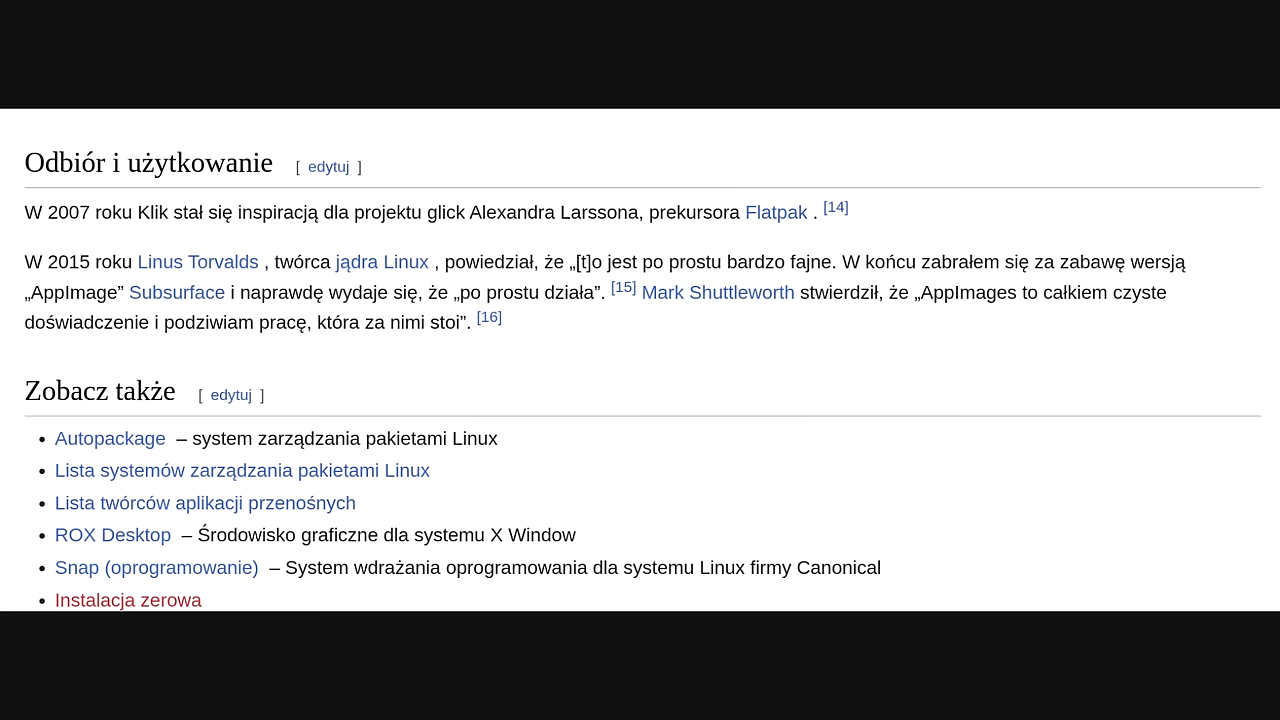 Odbiór i użytkowanie [ edytuj ]
W 2007 roku Klik stał się inspiracją dla projektu glick Alexandra Larssona, prekursora Flatpak . [14]
W 2015 roku Linus Torvalds , twórca jądra Linux , powiedział, że „[t]o jest po prostu bardzo fajne. W końcu zabrałem się za zabawę wersją
„AppImage” Subsurface i naprawdę wydaje się, że „po prostu działa”. [15] Mark Shuttleworth stwierdził, że „AppImages to całkiem czyste
doświadczenie i podziwiam pracę, która za nimi stoi”. [16]
Zobacz także [ edytuj ]
• Autopackage – system zarządzania pakietami Linux
• Lista systemów zarządzania pakietami Linux
• Lista twórców aplikacji przenośnych
• ROX Desktop – Środowisko graficzne dla systemu X Window
• Snap (oprogramowanie) – System wdrażania oprogramowania dla systemu Linux firmy Canonical
• Instalacja zerowa